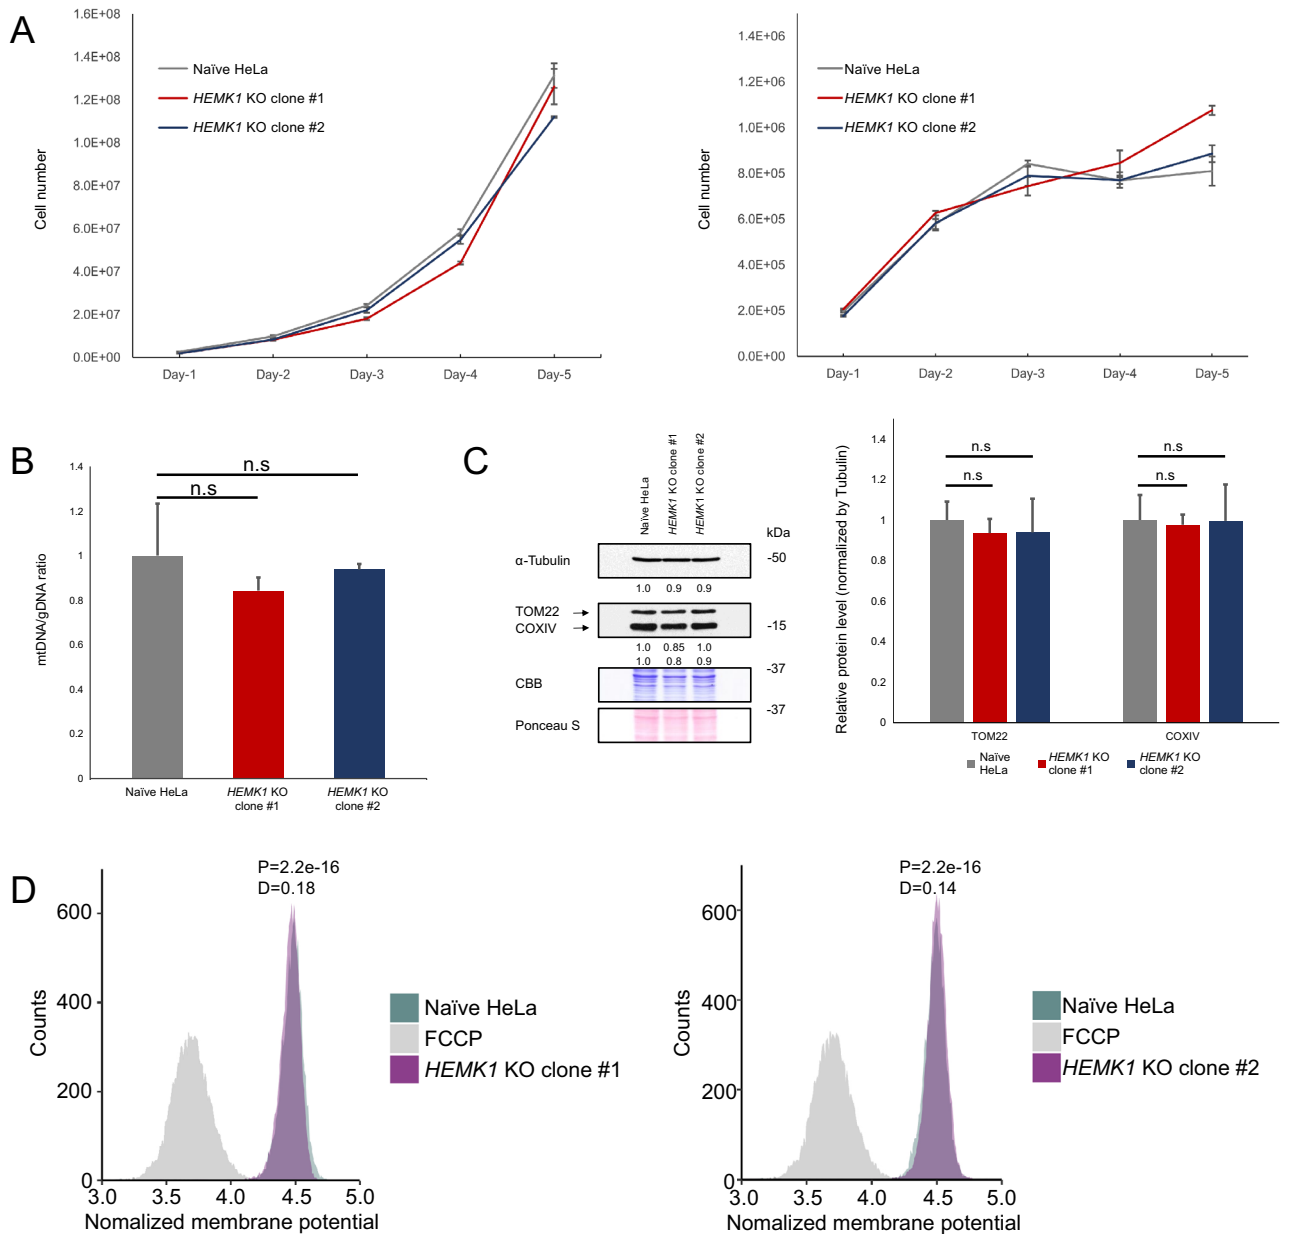 A
1.6E+08
1.4E+08
1.6E+08
1.2E+08
1.0E+08
8.0E+07
6.0E+07
4.0E+07
2.0E+07
0.0E+00
Cell number
Naïve HeLa
HEMK1 KO clone #1
HEMK1 KO clone #2
Day-1 Day-2 Day-3 Day-4 Day-5
1.4E+06
1.2E+06
1.0E+06
8.0E+05
6.0E+05
4.0E+05
2.0E+05
0.0E+00
Cell number
Naïve HeLa
HEMK1 KO clone #1
HEMK1 KO clone #2
Day-1 Day-2 Day-3 Day-4 Day-5
B
1.4
1.2
1
0.8
0.6
0.4
0.2
0
mtDNA/gDNA ratio
n.s
n.s
Naïve HeLa
HEMK1 KO
clone #1
HEMK1 KO
clone #2
C
Naïve HeLa
HEMK1 KO clone #1
HEMK1 KO clone #2
kDa
α-Tubulin
-50
1.0 0.9 0.9
TOM22
COXIV
-15
1.0 0.85 1.0
1.0 0.8 0.9
-37
CBB
-37
Ponceau S
Relative protein level (normalized by Tubulin)
1.4
1.2
1
0.8
0.6
0.4
0.2
0
n.s
n.s
n.s
n.s
TOM22 COXIV
Naïve
HeLa
HEMK1 KO
clone #1
HEMK1 KO
clone #2
D
P=2.2e-16
D=0.18
600
400
200
0
Counts
3.0 3.5 4.0 4.5 5.0
Nomalized membrane potential
Naïve HeLa
FCCP
HEMK1 KO clone #1
P=2.2e-16
D=0.14
600
400
200
0
Counts
3.0 3.5 4.0 4.5 5.0
Nomalized membrane potential
Naïve HeLa
FCCP
HEMK1 KO clone #2